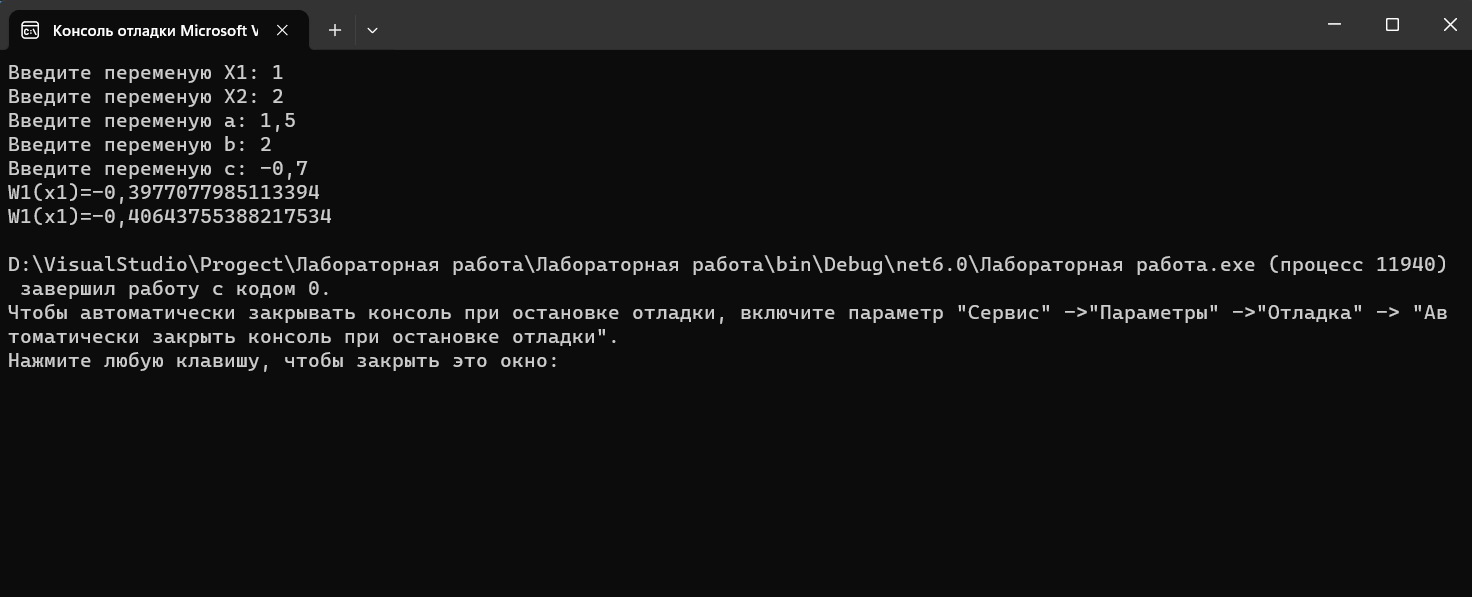 Консоль отладки Microsoft V
Введите переменую X1: 1
Введите переменую X2: 2
Введите переменую a: 1,5
Введите переменую b: 2
Введите переменую c: -0,7
W1(x1)=-0,3977077985113394
W1(x1)=-0,40643755388217534
D:\VisualStudio\Progect\Лабораторная работа\Лабораторная работа\bin\Debug\net6.0\Лабораторная работа.exe (процесс 11940)
завершил работу с кодом 0.
Чтобы автоматически закрывать консоль при остановке отладки, включите параметр "Сервис" ->"Параметры" ->"Отладка" -> "Ав
томатически закрыть консоль при остановке отладки".
Нажмите любую клавишу, чтобы закрыть это окно: